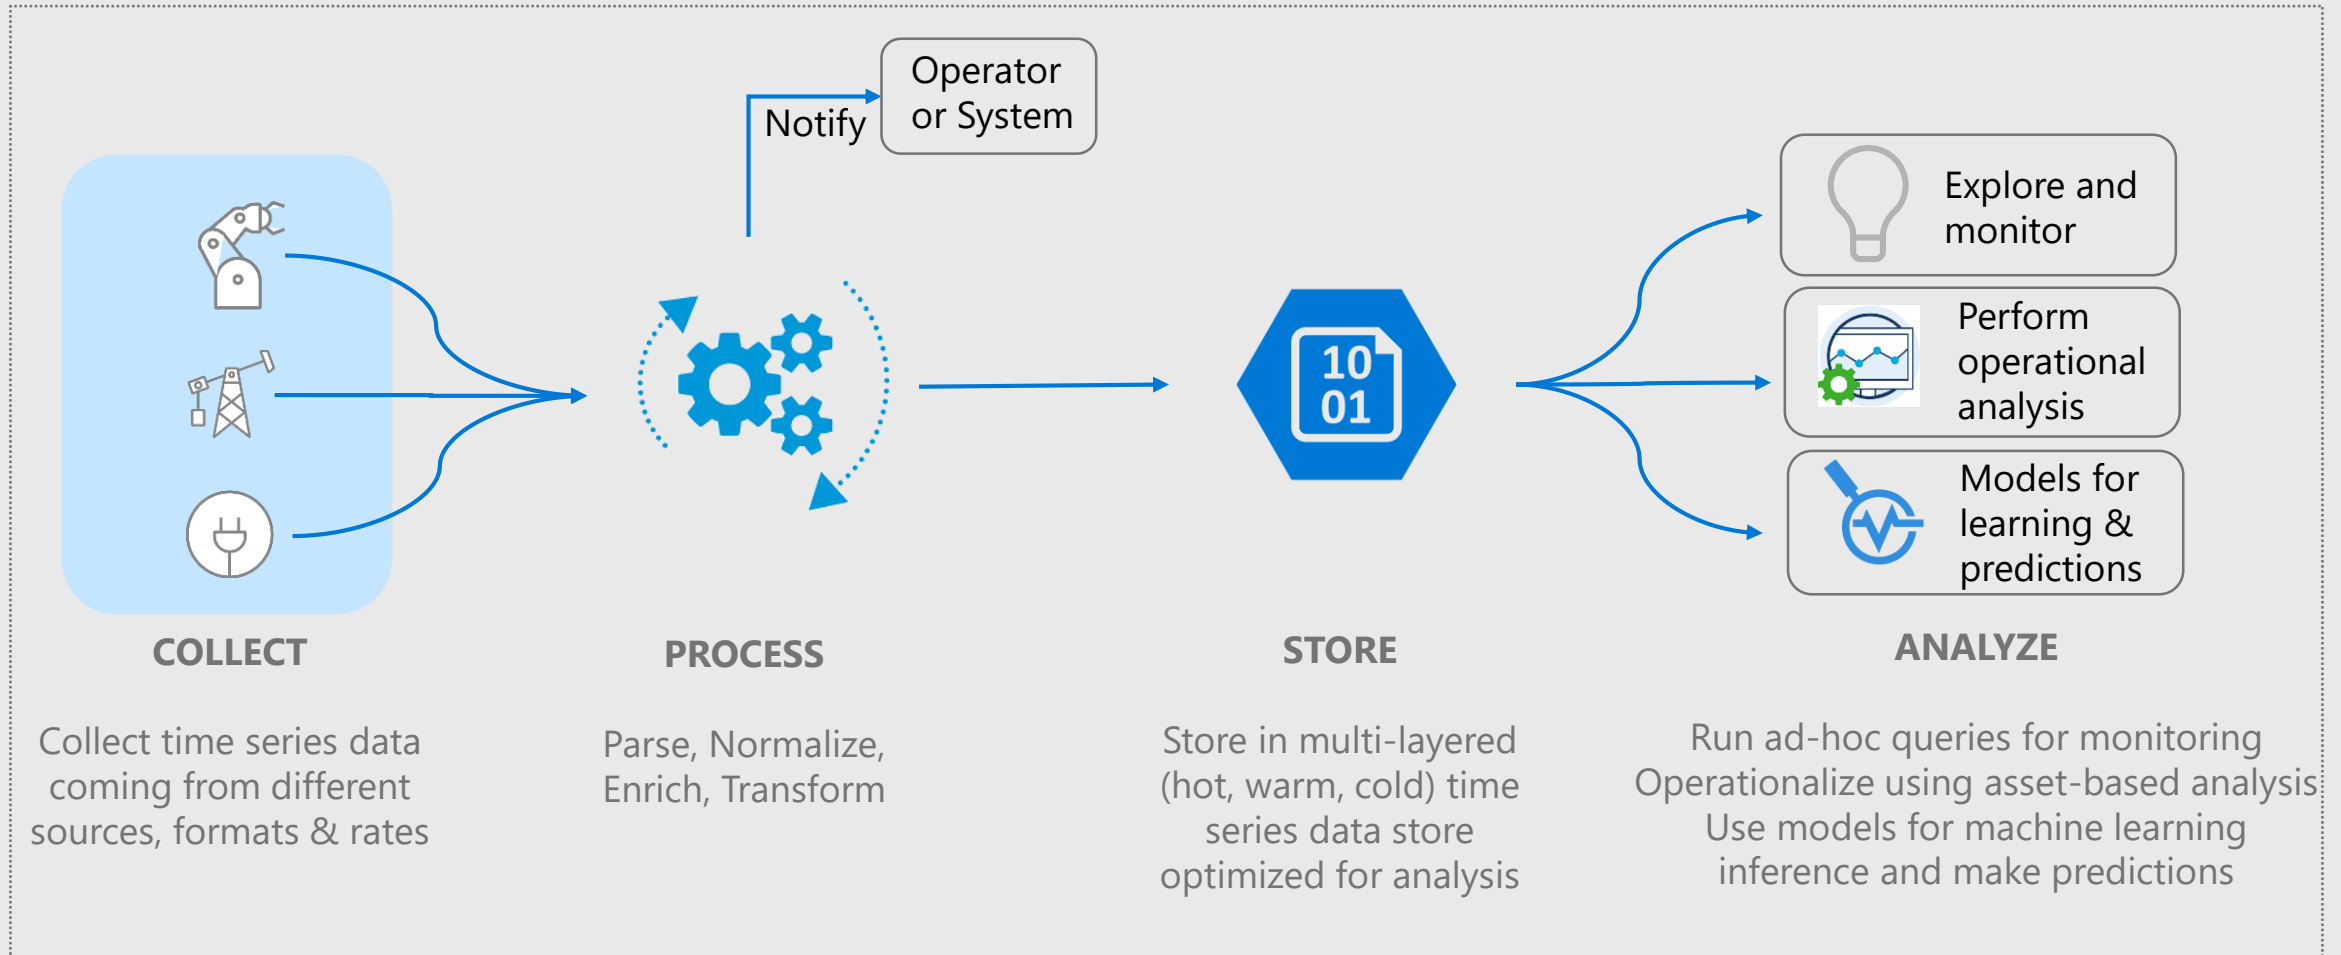 Operator
or System
Notify
Explore and
monitor
Perform
operational
analysis
10
01
Models for
learning &
predictions
COLLECT
PROCESS
STORE
ANALYZE
Collect time series data
coming from different
sources, formats & rates
Parse, Normalize,
Enrich, Transform
Store in multi-layered
(hot, warm, cold) time
series data store
optimized for analysis
Run ad-hoc queries for monitoring
Operationalize using asset-based analysis
Use models for machine learning
inference and make predictions